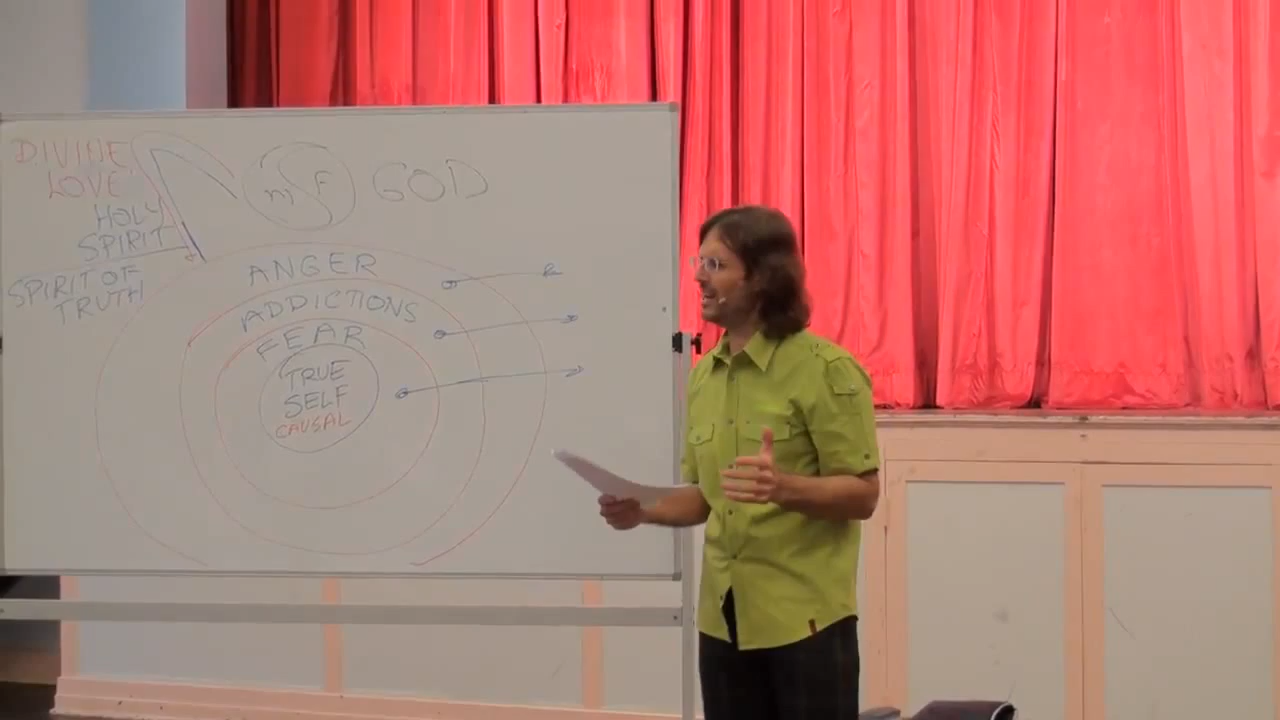 DIVINE
LOVE
HOLY
SPIRIT
SPIRIT OF
TRUTH
m F
GOD
ANGER
ADDICTIONS
FEAR
TRUE
SELF
CAUSAL